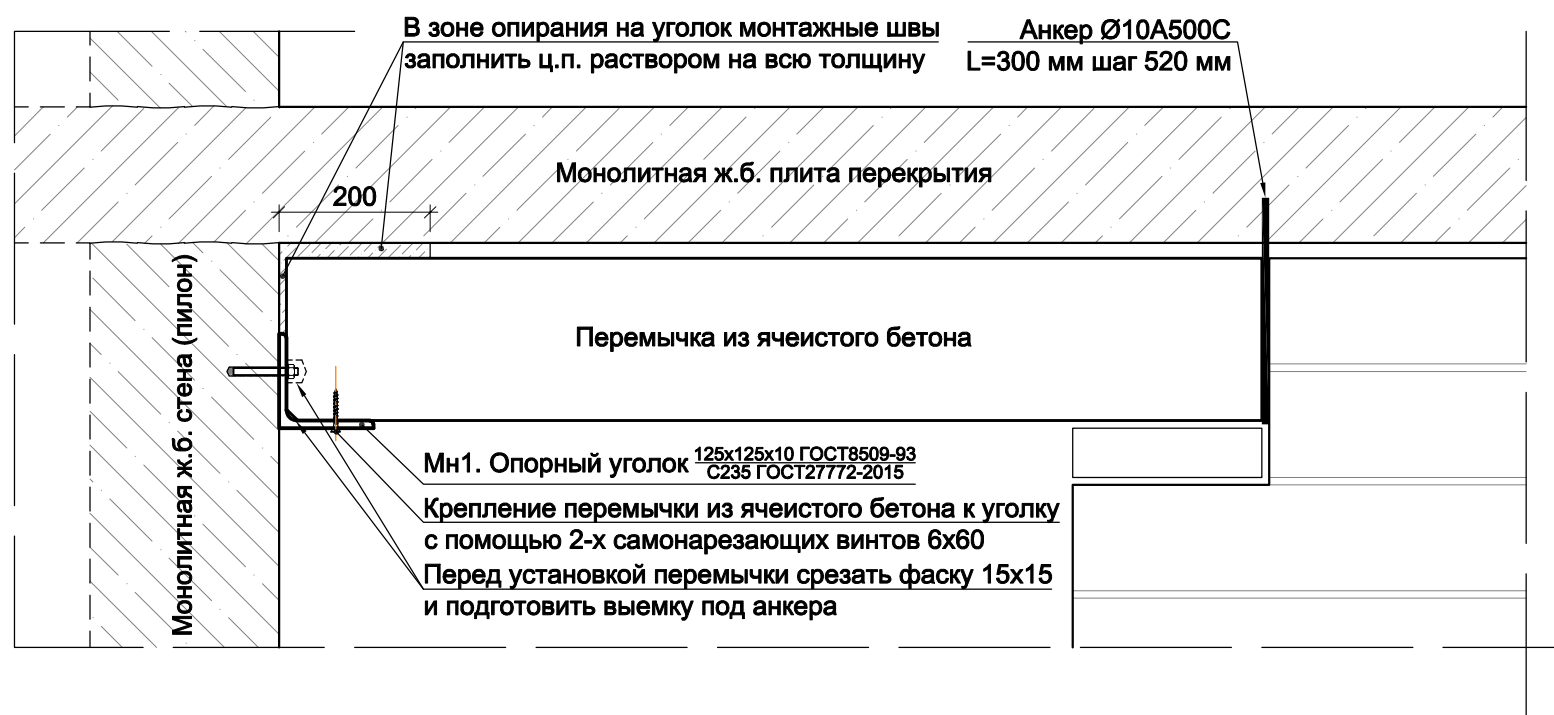 В зоне опирания на уголок монтажные швы
заполнить ц.п. раствором на всю толщину
Анкер Ø10А500С
L=300 мм шаг 520 мм
Монолитная ж.б. плита перекрытия
200
Монолитная ж.б. стена (пилон)
Перемычка из ячеистого бетона
Мн1. Опорный уголок 125х125х10 ГОСТ8509-93
С235 ГОСТ27772-2015
Крепление перемычки из ячеистого бетона к уголку
с помощью 2-х самонарезающих винтов 6х60
Перед установкой перемычки срезать фаску 15х15
и подготовить выемку под анкера